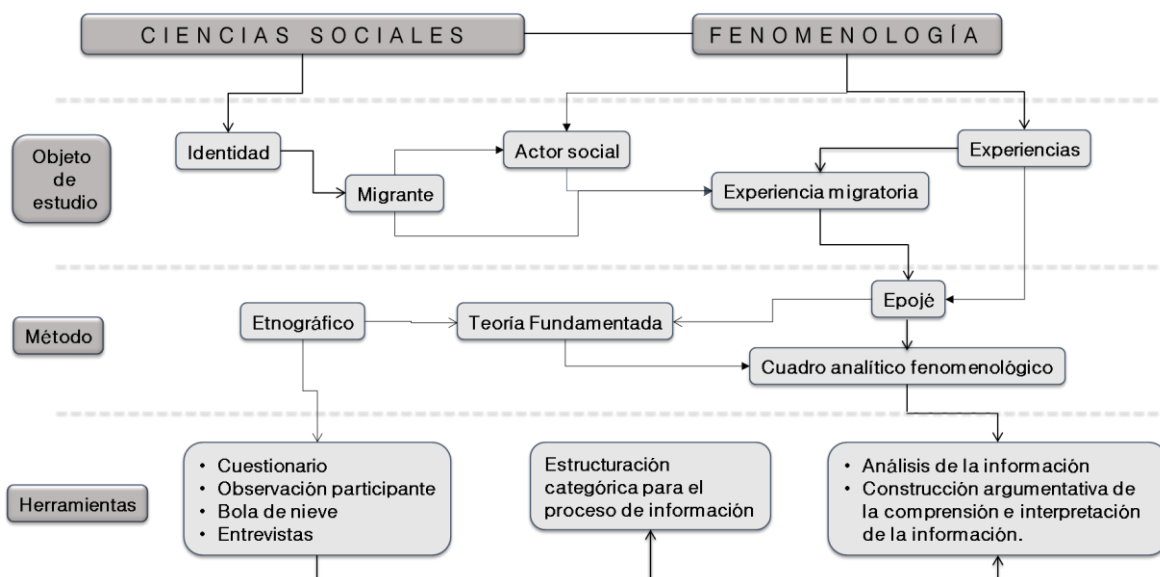 CIENCIAS SOCIALES
FENOMENOLOGÍA
Objeto
de
estudio
Identidad
Actor social
Experiencias
Migrante
Experiencia migratoria
Método
Etnográfico
Teoría Fundamentada
Epojé
Cuadro analítico fenomenológico
Herramientas
• Cuestionario
• Observación participante
• Bola de nieve
• Entrevistas
Estructuración
categórica para el
proceso de información
• Análisis de la información
• Construcción argumentativa de
la comprensión e interpretación
de la información.